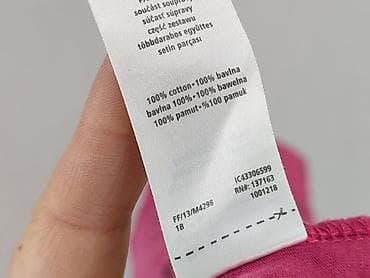 součást soupravy
súčasť súpravy
część zestawu
többdarabos együttes
setin parçası
100% cotton • 100% bavlna
bavlna 100% • 100% bawełna
100% pamut • %100 pamuk
IC43306599
FF/13/M4296 RN#: 137163
1B 1001218